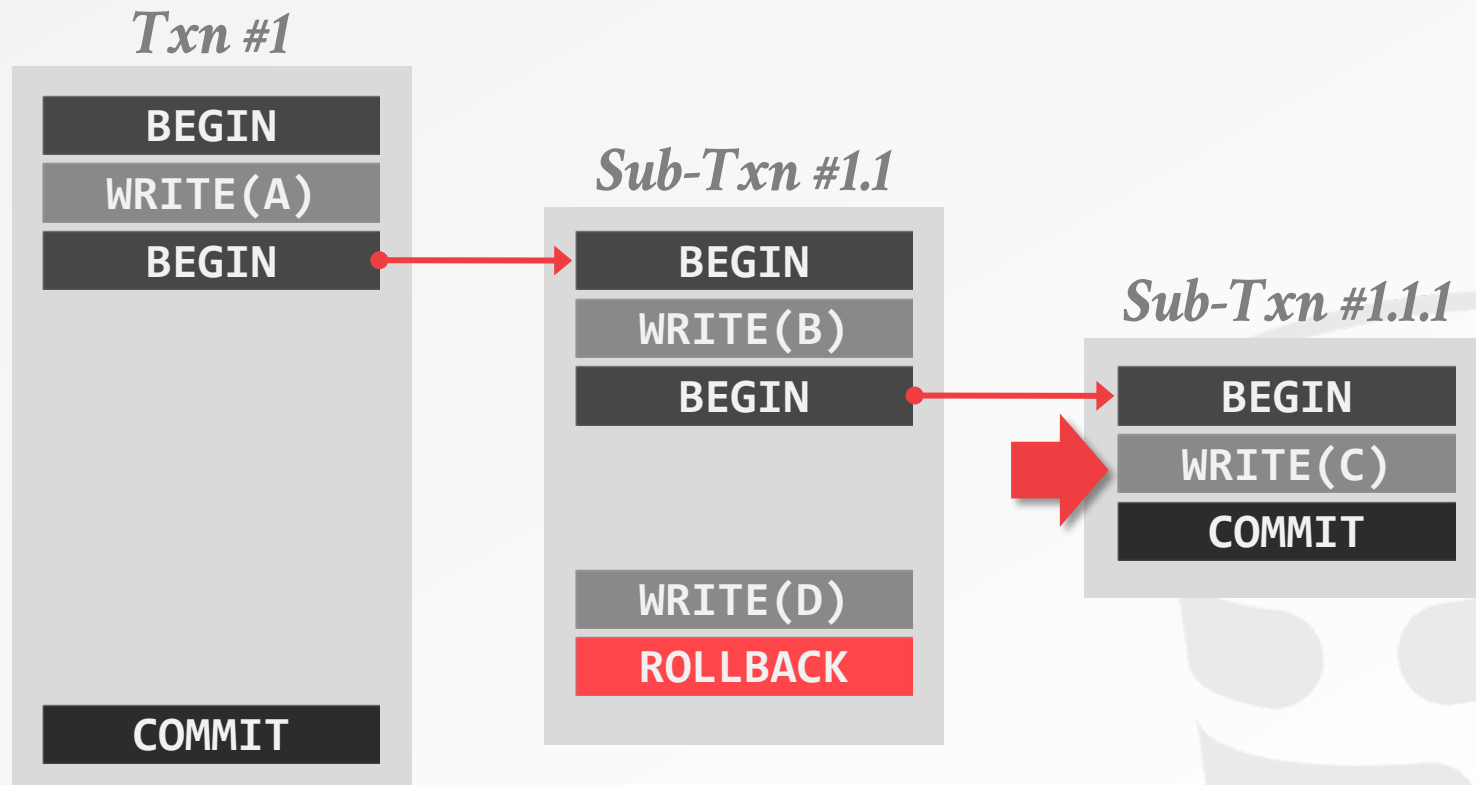 Txn #1
BEGIN
WRITE(A)
BEGIN
COMMIT
Sub-Txn #1.1
BEGIN
WRITE(B)
BEGIN
WRITE(D)
ROLLBACK
Sub-Txn #1.1.1
BEGIN
WRITE(C)
COMMIT